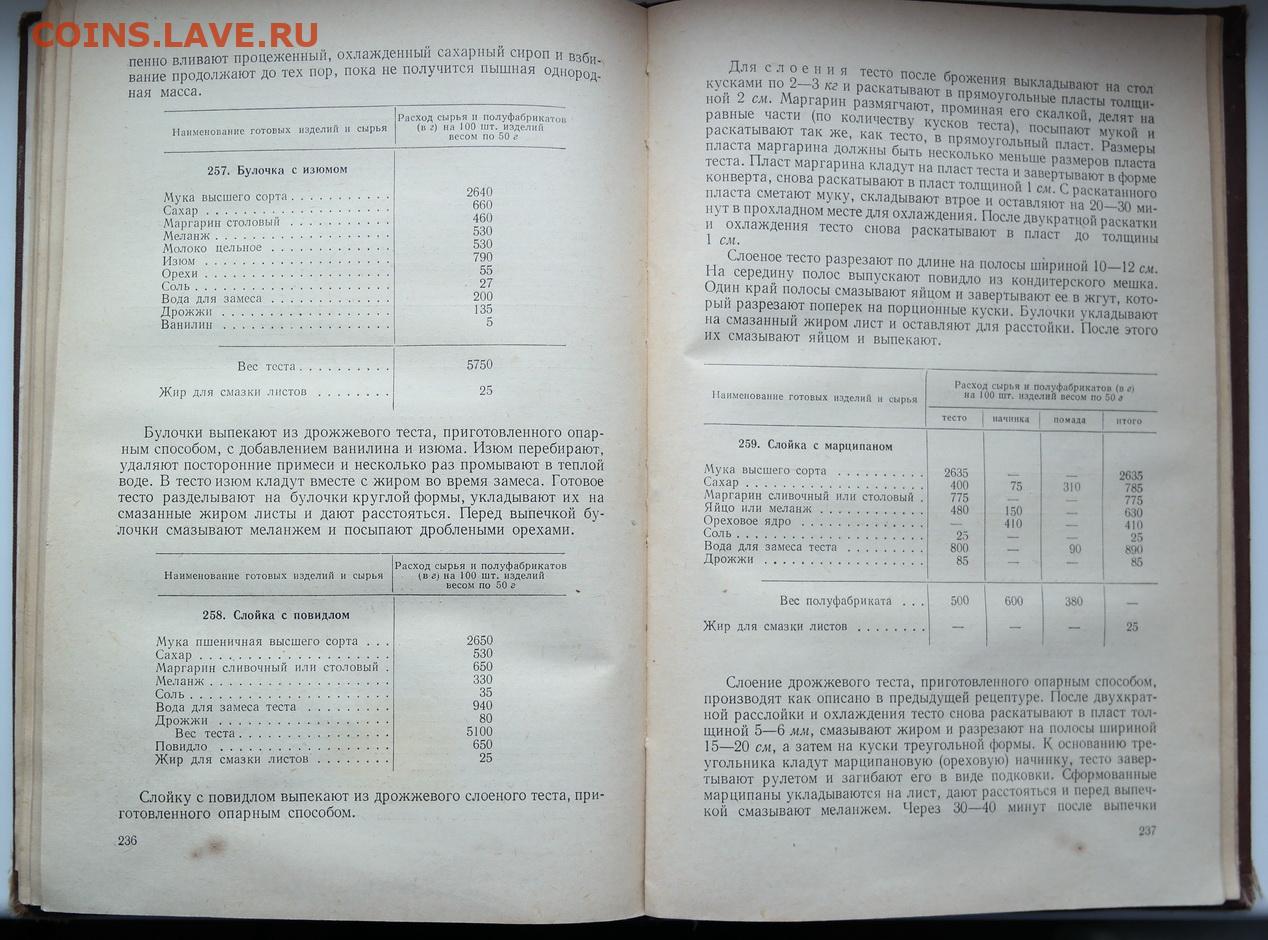 COINS.LAVE.RU
пенно вливают процеженный, охлажденный сахарный сироп и взби-
вание продолжают до тех пор, пока не получится пышная однород-
ная масса.
Наименование готовых изделий и сырья
Расход сырья и полуфабрикатов
(в г) на 100 шт. изделий
весом по 50 г
257. Булочка с изюмом
Мука высшего сорта . . . . . . . . . . . 2640
Сахар . . . . . . . . . . . . . . . . . . . 660
Маргарин столовый . . . . . . . . . . . 460
Меланж . . . . . . . . . . . . . . . . . . 530
Молоко цельное . . . . . . . . . . . . . 530
Изюм . . . . . . . . . . . . . . . . . . . 790
Орехи . . . . . . . . . . . . . . . . . . . 55
Соль . . . . . . . . . . . . . . . . . . . . 27
Вода для замеса . . . . . . . . . . . . . 200
Дрожжи . . . . . . . . . . . . . . . . . . 135
Ванилин . . . . . . . . . . . . . . . . . . 5
Вес теста . . . . . . . . . . 5750
Жир для смазки листов . . . . . . . . 25
Булочки выпекают из дрожжевого теста, приготовленного опар-
ным способом, с добавлением ванилина и изюма. Изюм перебирают,
удаляют посторонние примеси и несколько раз промывают в теплой
воде. В тесто изюм кладут вместе с жиром во время замеса. Готовое
тесто разделывают на булочки круглой формы, укладывают их на
смазанные жиром листы и дают расстояться. Перед выпечкой бу-
лочки смазывают меланжем и посыпают дроблеными орехами.
Наименование готовых изделий и сырья
Расход сырья и полуфабрикатов
(в г) на 100 шт. изделий
весом по 50 г
258. Слойка с повидлом
Мука пшеничная высшего сорта . . . 2650
Сахар . . . . . . . . . . . . . . . . . . . . 530
Маргарин сливочный или столовый . 650
Меланж . . . . . . . . . . . . . . . . . . . 330
Соль . . . . . . . . . . . . . . . . . . . . . 35
Вода для замеса теста . . . . . . . . . 940
Дрожжи . . . . . . . . . . . . . . . . . . 80
Вес теста . . . . . . . . . . . . . . . . 5100
Повидло . . . . . . . . . . . . . . . . . . 650
Жир для смазки листов . . . . . . . . 25
Слойку с повидлом выпекают из дрожжевого слоеного теста, при-
готовленного опарным способом.
236
Для слоения тесто после брожения выкладывают на стол
кусками по 2—3 кг и раскатывают в прямоугольные пласты толщи-
ной 2 см. Маргарин размягчают, проминая его скалкой, делят на
равные части (по количеству кусков теста), посыпают мукой и
раскатывают так же, как тесто, в прямоугольный пласт. Размеры
пласта маргарина должны быть несколько меньше размеров пласта
теста. Пласт маргарина кладут на пласт теста и завертывают в форме
конверта, снова раскатывают в пласт толщиной 1 см. С раскатанного
пласта сметают муку, складывают втрое и оставляют на 20—30 ми-
нут в прохладном месте для охлаждения. После двукратной раскатки
и охлаждения тесто снова раскатывают в пласт до толщины
1 см.
Слоеное тесто разрезают по длине на полосы шириной 10—12 см.
На середину полос выпускают повидло из кондитерского мешка.
Один край полосы смазывают яйцом и завертывают ее в жгут, кото-
рый разрезают поперек на порционные куски. Булочки укладывают
на смазанный жиром лист и оставляют для расстойки. После этого
их смазывают яйцом и выпекают.
Наименование готовых изделий и сырья
Расход сырья и полуфабрикатов (в г)
на 100 шт. изделий весом по 50 г
тесто начинка помада итого
259. Слойка с марципаном
Мука высшего сорта . . . . . . . . . . 2635 — — 2635
Сахар . . . . . . . . . . . . . . . . . . . . 400 75 310 785
Маргарин сливочный или столовый . 775 — — 775
Яйцо или меланж . . . . . . . . . . . . 480 150 — 630
Ореховое ядро . . . . . . . . . . . . . . — 410 — 410
Соль . . . . . . . . . . . . . . . . . . . . . 25 — — 25
Вода для замеса теста . . . . . . . . . 800 — 90 890
Дрожжи . . . . . . . . . . . . . . . . . . 85 — — 85
Вес полуфабриката . . . 500 600 380 —
Жир для смазки листов . . . . . . . . — — — 25
Слоение дрожжевого теста, приготовленного опарным способом,
производят как описано в предыдущей рецептуре. После двухкрат-
ной расслойки и охлаждения тесто снова раскатывают в пласт тол-
щиной 5—6 мм, смазывают жиром и разрезают на полосы шириной
15—20 см, а затем на куски треугольной формы. К основанию тре-
угольника кладут марципановую (ореховую) начинку, тесто завер-
тывают рулетом и загибают его в виде подковки. Сформованные
марципаны укладываются на лист, дают расстояться и перед выпеч-
кой смазывают меланжем. Через 30—40 минут после выпечки
237